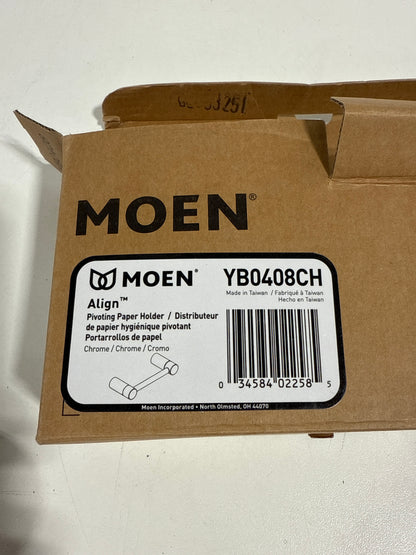 MOEN®
MOEN®
YB0408CH
Made in Taiwan / Fabriqué à Taiwan
Hecho en Taiwan
Align™
Pivoting Paper Holder / Distributeur
de papier hygiénique pivotant
Portarrollos de papel
Chrome / Chrome / Cromo
0 34584 02258 5
Moen Incorporated • North Olmsted, OH 44070